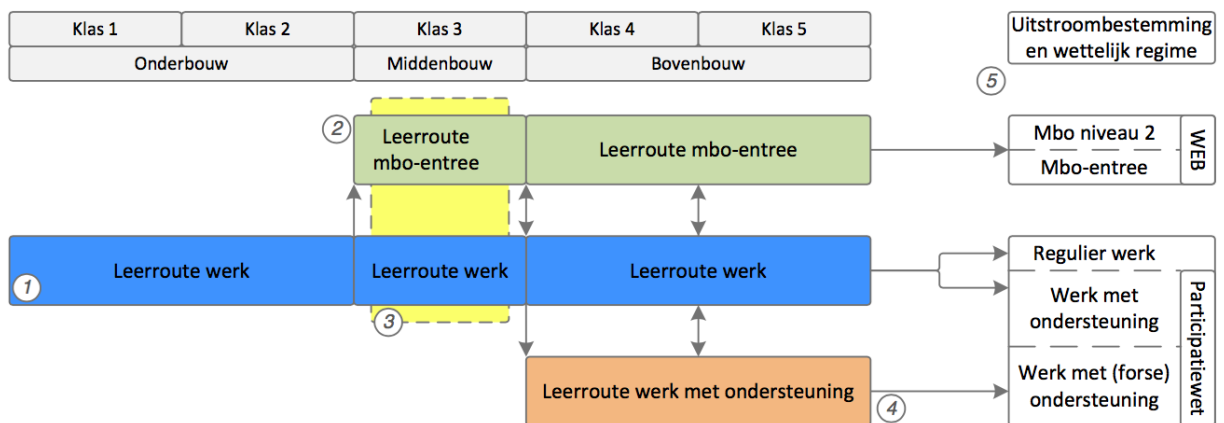 Klas 1
Klas 2
Klas 3
Klas 4
Klas 5
Onderbouw
Middenbouw
Bovenbouw
Uitstroombestemming
en wettelijk regime
5
2
Leerroute
mbo-entree
Leerroute mbo-entree
Mbo niveau 2
Mbo-entree
WEB
1
Leerroute werk
Leerroute werk
Leerroute werk
3
Regulier werk
Werk met
ondersteuning
Werk met (forse)
ondersteuning
Participatiewet
Leerroute werk met ondersteuning
4